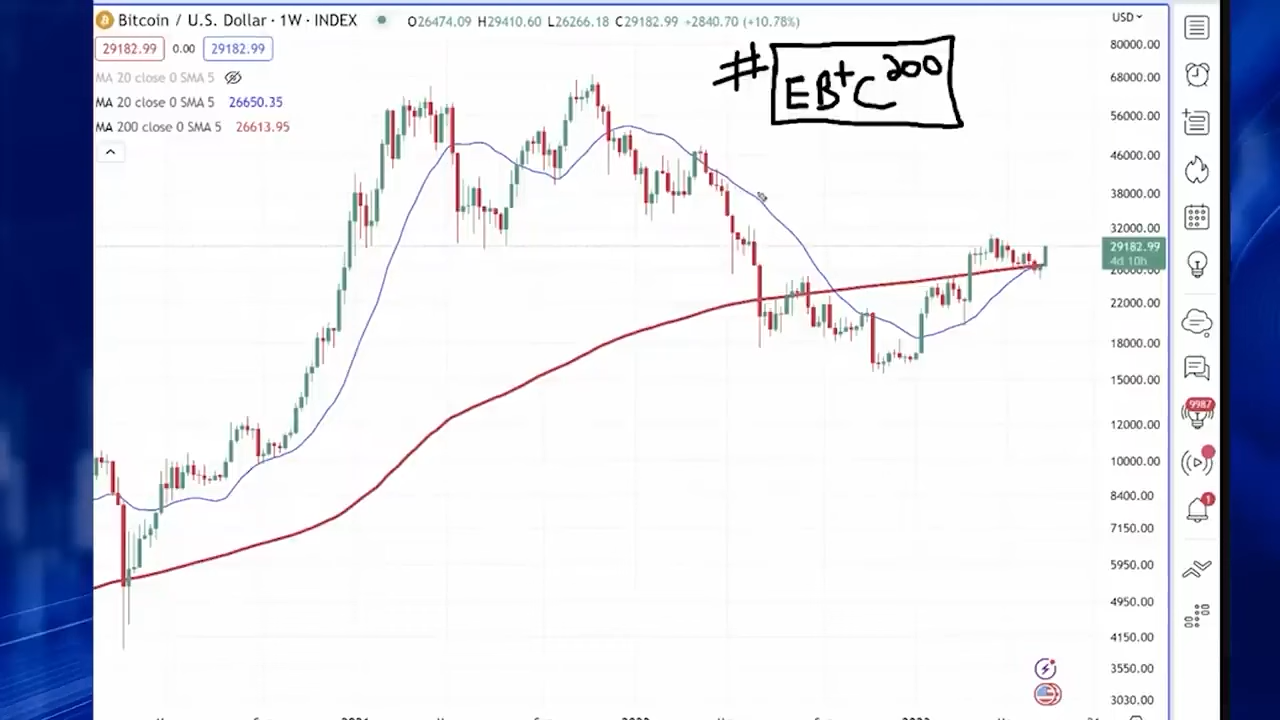 Bitcoin / U.S. Dollar · 1W · INDEX O26474.09 H29410.60 L26266.18 C29182.99 +2840.70 (+10.78%)
USD
29182.99 0.00 29182.99
MA 20 close 0 SMA 5
MA 20 close 0 SMA 5 26650.35
MA 200 close 0 SMA 5 26613.95
# EB+C200
80000.00
68000.00
56000.00
46000.00
38000.00
32000.00
29182.99
4d 10h
26000.00
22000.00
18000.00
15000.00
12000.00
10000.00
8400.00
7150.00
5950.00
4950.00
4150.00
3550.00
3030.00
9987
1